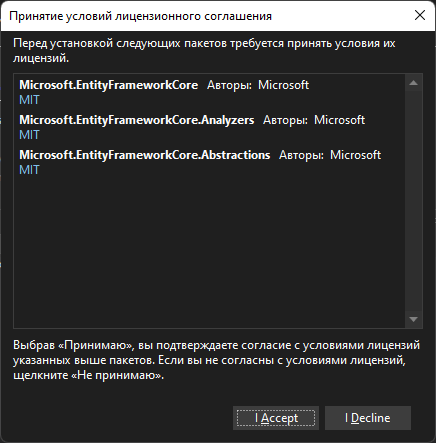 Принятие условий лицензионного соглашения
Перед установкой следующих пакетов требуется принять условия их
лицензий.
Microsoft.EntityFrameworkCore Авторы: Microsoft
MIT
Microsoft.EntityFrameworkCore.Analyzers Авторы: Microsoft
MIT
Microsoft.EntityFrameworkCore.Abstractions Авторы: Microsoft
MIT
Выбрав «Принимаю», вы подтверждаете согласие с условиями лицензий
указанных выше пакетов. Если вы не согласны с условиями лицензий,
щелкните «Не принимаю».
I Accept I Decline